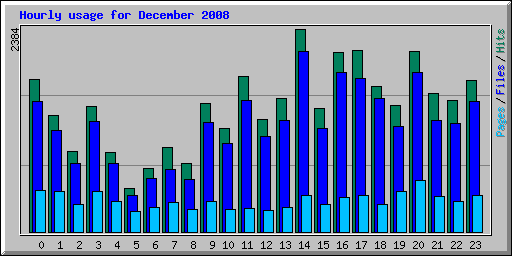 Hourly usage for December 2008
2384
Pages/Files/Hits
0 1 2 3 4 5 6 7 8 9 10 11 12 13 14 15 16 17 18 19 20 21 22 23